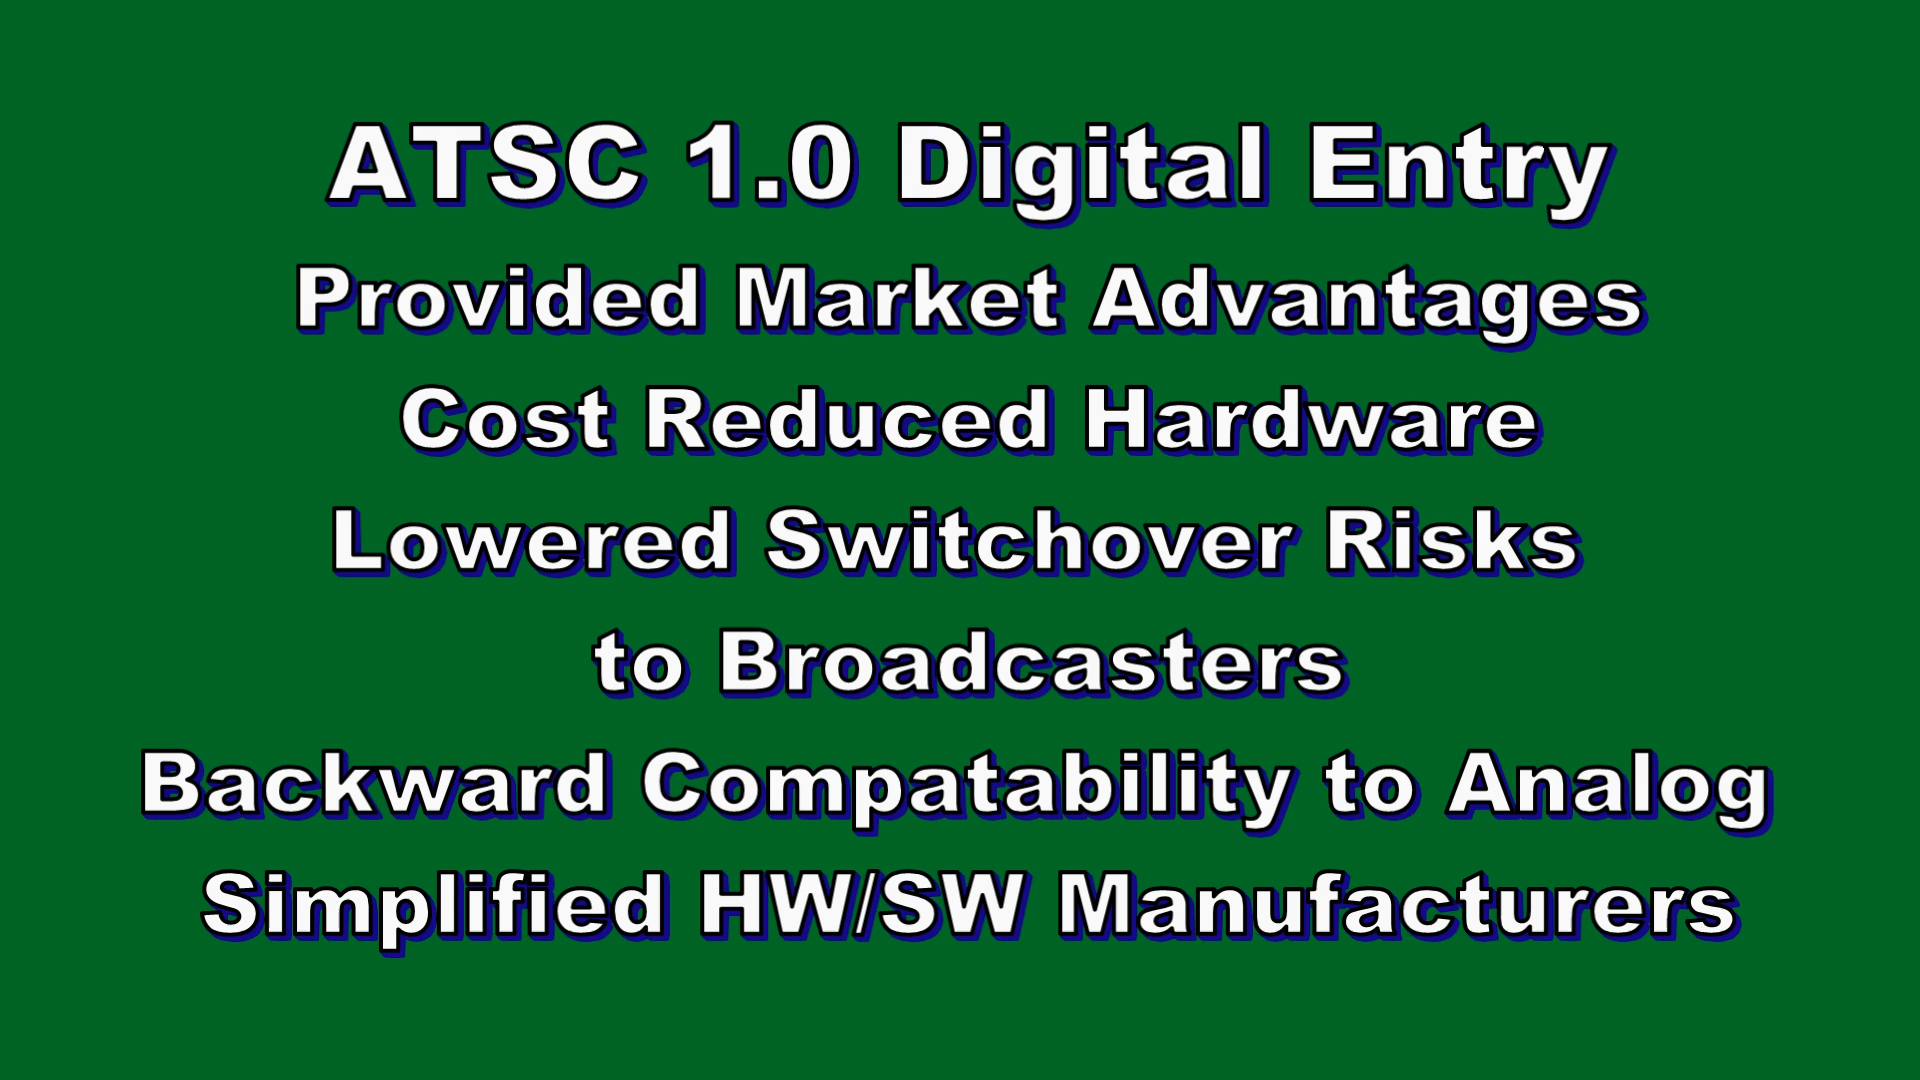 ATSC 1.0 Digital Entry
Provided Market Advantages
Cost Reduced Hardware
Lowered Switchover Risks
to Broadcasters
Backward Compatability to Analog
Simplified HW/SW Manufacturers